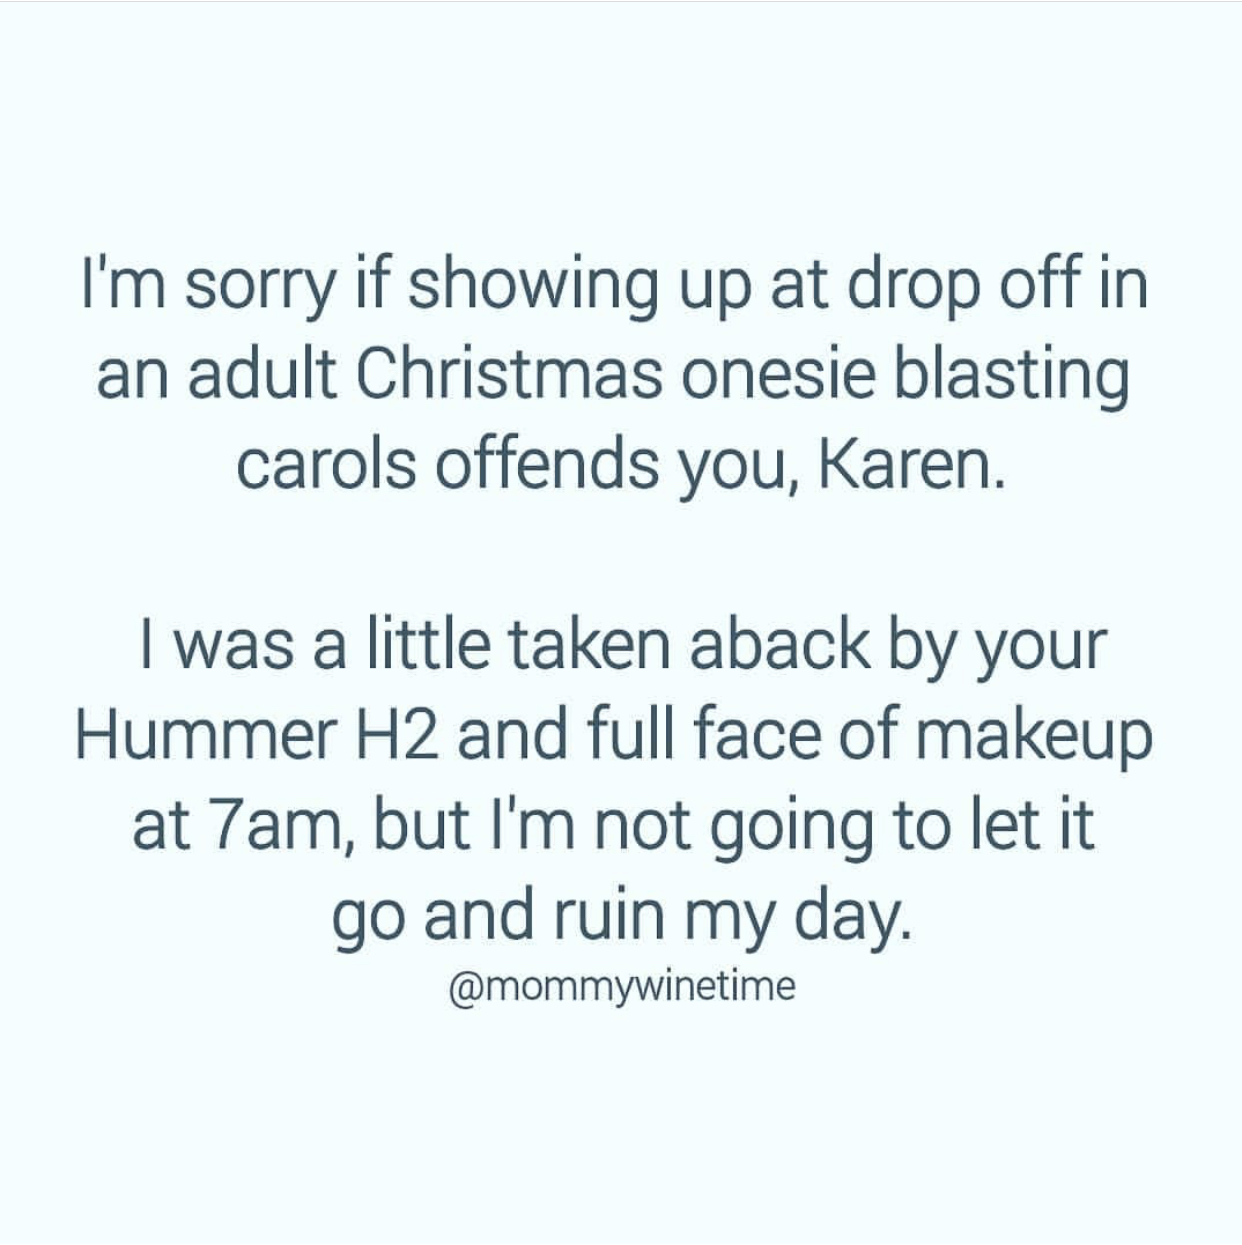 I'm sorry if showing up at drop off in
an adult Christmas onesie blasting
carols offends you, Karen.
I was a little taken aback by your
Hummer H2 and full face of makeup
at 7am, but I'm not going to let it
go and ruin my day.
@mommywinetime